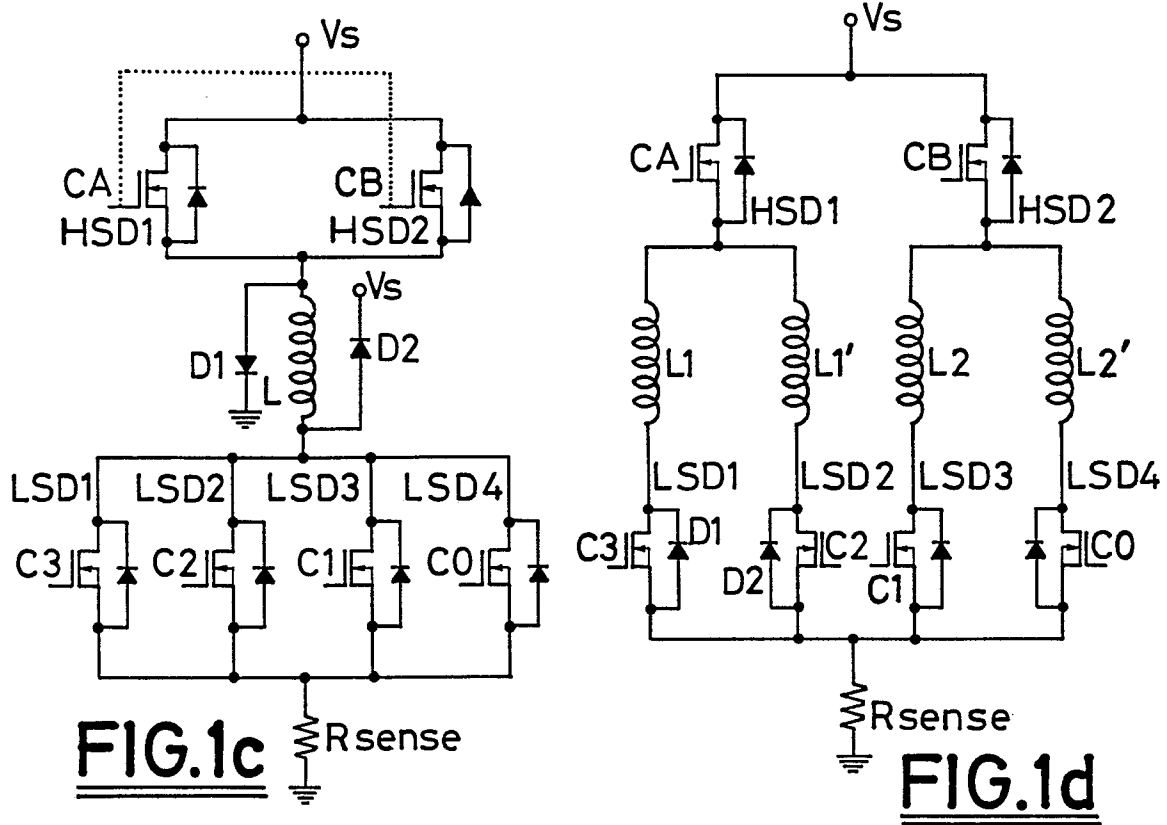 Vs
CA
HSD1
CB
HSD2
Vs
D1
L
D2
LSD1
LSD2
LSD3
LSD4
C3
C2
C1
C0
Rsense
FIG.1c
Vs
CA
HSD1
CB
HSD2
L1
L1'
L2
L2'
LSD1
LSD2
LSD3
LSD4
C3
D1
D2
C2
C1
C0
Rsense
FIG.1d